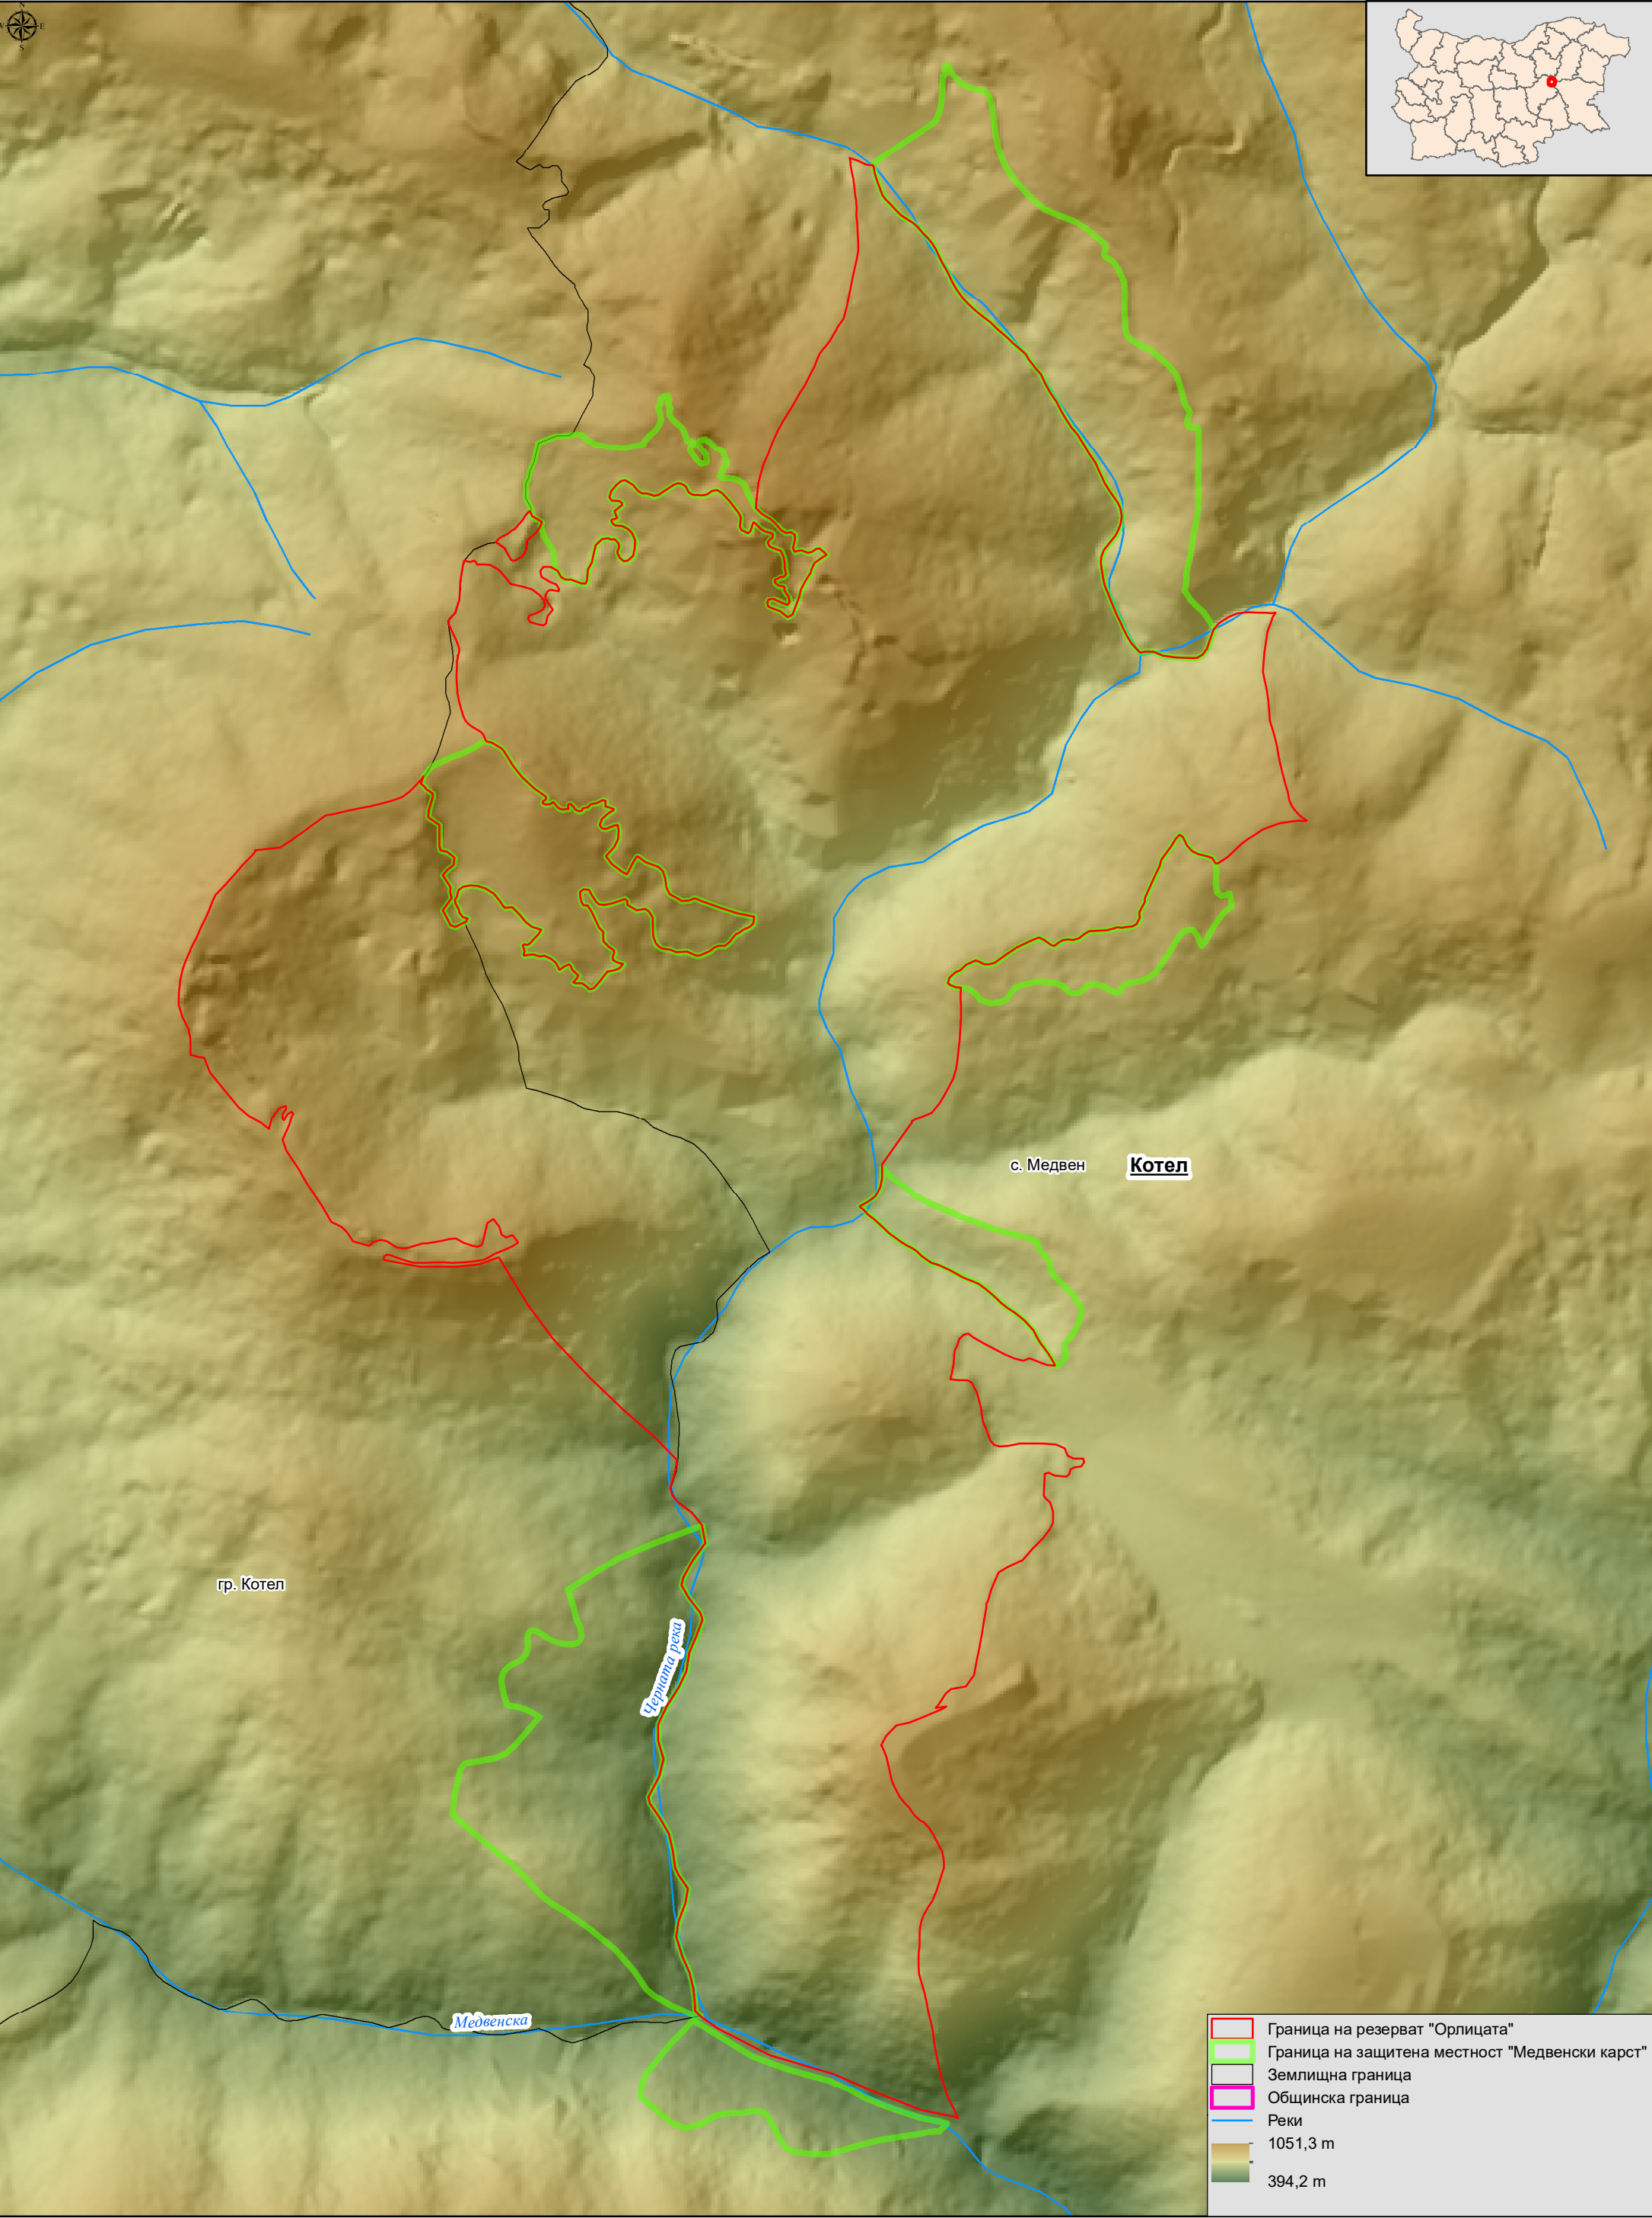 N
W E
S
с. Медвен
Котел
гр. Котел
Черната река
Медвенска
Граница на резерват "Орлицата"
Граница на защитена местност "Медвенски карст"
Землищна граница
Общинска граница
Реки
1051,3 m
394,2 m